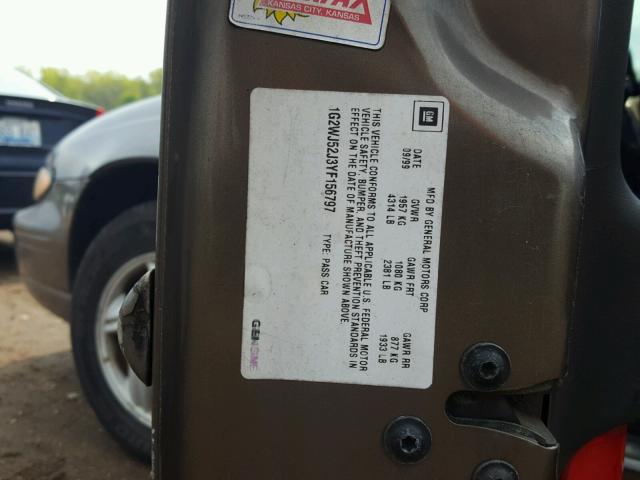 KANSAS CITY, KANSAS
GM
MFD BY GENERAL MOTORS CORP
DATE GVWR GAWR FRT GAWR RR
09/99 1957 KG 1080 KG 877 KG
4314 LB 2381 LB 1933 LB
THIS VEHICLE CONFORMS TO ALL APPLICABLE U.S. FEDERAL MOTOR
VEHICLE SAFETY, BUMPER, AND THEFT PREVENTION STANDARDS IN
EFFECT ON THE DATE OF MANUFACTURE SHOWN ABOVE.
1G2WJ52J3YF156797 TYPE: PASS CAR